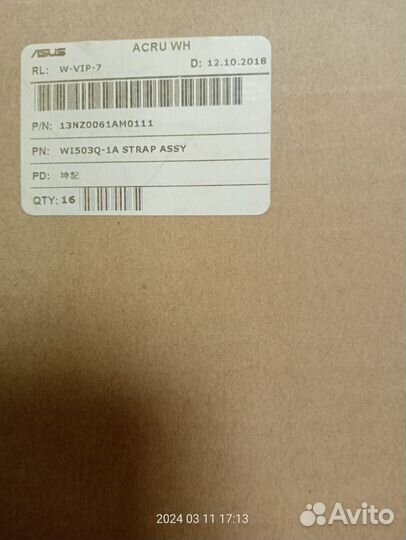 ASUS ACRU WH
RL: W-VIP-7 D: 12.10.2018
P/N: 13NZ0061AM0111
PN: WI503Q-1A STRAP ASSY
PD: 坤記
QTY: 16
2024 03 11 17:13
Avito